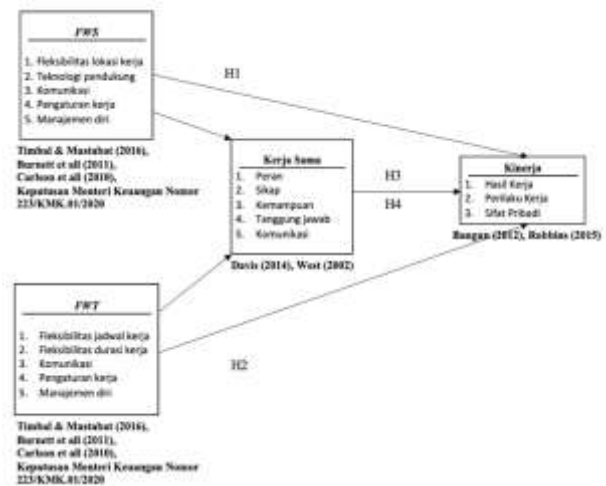 FWS
1. Fleksibilitas lokasi kerja
2. Teknologi pendukung
3. Komunikasi
4. Pengaturan kerja
5. Manajemen diri
Timbal & Mustabat (2016),
Burnett et all (2011),
Carlson et all (2010),
Keputusan Menteri Keuangan Nomor
223/KMK.01/2020
H1
Kerja Sama
1. Peran
2. Sikap
3. Kemampuan
4. Tanggung jawab
5. Komunikasi
Davis (2014), West (2002)
H3
H4
Kinerja
1. Hasil Kerja
2. Perilaku Kerja
3. Sifat Pribadi
Bangun (2012), Robbins (2015)
FWT
1. Fleksibilitas jadwal kerja
2. Fleksibilitas durasi kerja
3. Komunikasi
4. Pengaturan kerja
5. Manajemen diri
H2
Timbal & Mustabat (2016),
Burnett et all (2011),
Carlson et all (2010),
Keputusan Menteri Keuangan Nomor
223/KMK.01/2020